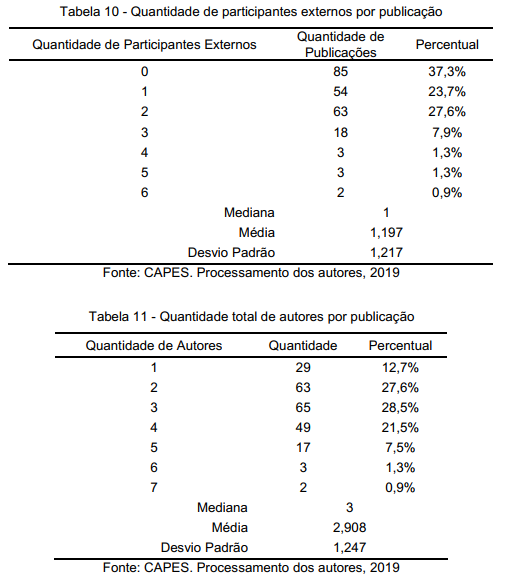 Tabela 10 - Quantidade de participantes externos por publicação
Quantidade de Participantes Externos Quantidade de Publicações Percentual
0 85 37,3%
1 54 23,7%
2 63 27,6%
3 18 7,9%
4 3 1,3%
5 3 1,3%
6 2 0,9%
Mediana 1
Média 1,197
Desvio Padrão 1,217
Fonte: CAPES. Processamento dos autores, 2019
Tabela 11 - Quantidade total de autores por publicação
Quantidade de Autores Quantidade Percentual
1 29 12,7%
2 63 27,6%
3 65 28,5%
4 49 21,5%
5 17 7,5%
6 3 1,3%
7 2 0,9%
Mediana 3
Média 2,908
Desvio Padrão 1,247
Fonte: CAPES. Processamento dos autores, 2019